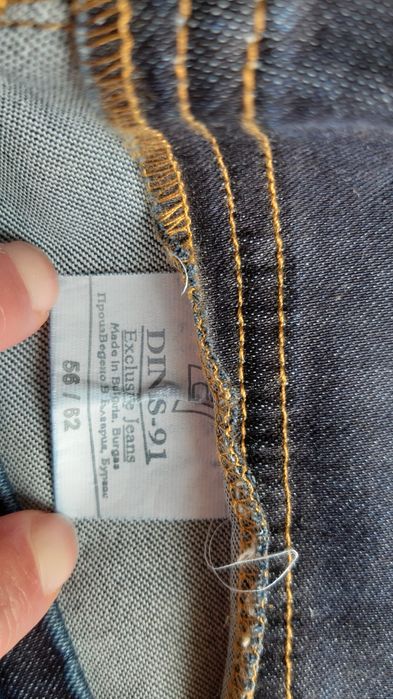 DINS-91
Exclusive Jeans
Made in Bulgaria, Burgas
Произведено в България, Бургас
56 / 62